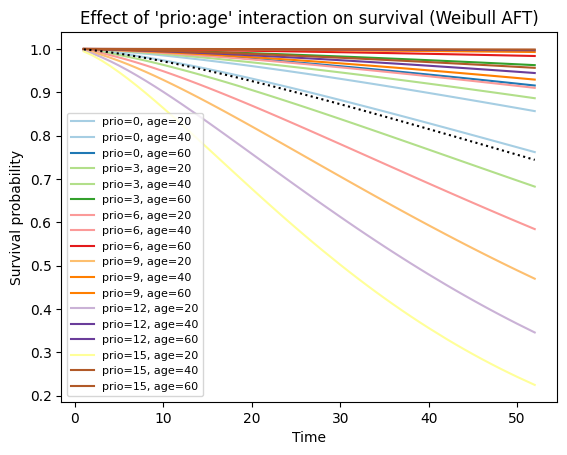 Effect of 'prio:age' interaction on survival (Weibull AFT)
Survival probability
1.0
0.9
0.8
0.7
0.6
0.5
0.4
0.3
0.2
prio=0, age=20
prio=0, age=40
prio=0, age=60
prio=3, age=20
prio=3, age=40
prio=3, age=60
prio=6, age=20
prio=6, age=40
prio=6, age=60
prio=9, age=20
prio=9, age=40
prio=9, age=60
prio=12, age=20
prio=12, age=40
prio=12, age=60
prio=15, age=20
prio=15, age=40
prio=15, age=60
0 10 20 30 40 50
Time